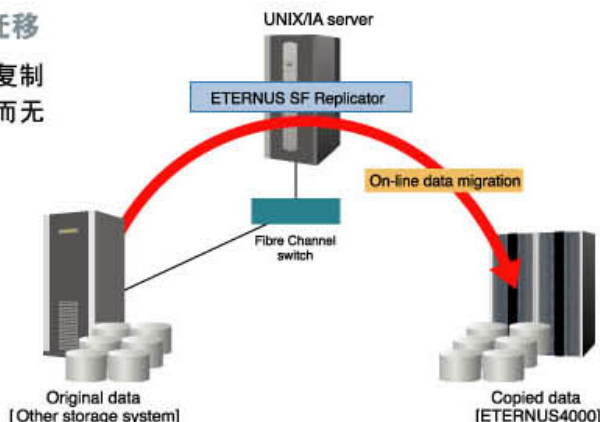 迁移
复制
而无
UNIX/IA server
ETERNUS SF Replicator
On-line data migration
Fibre Channel
switch
Original data
[Other storage system]
Copied data
[ETERNUS4000]